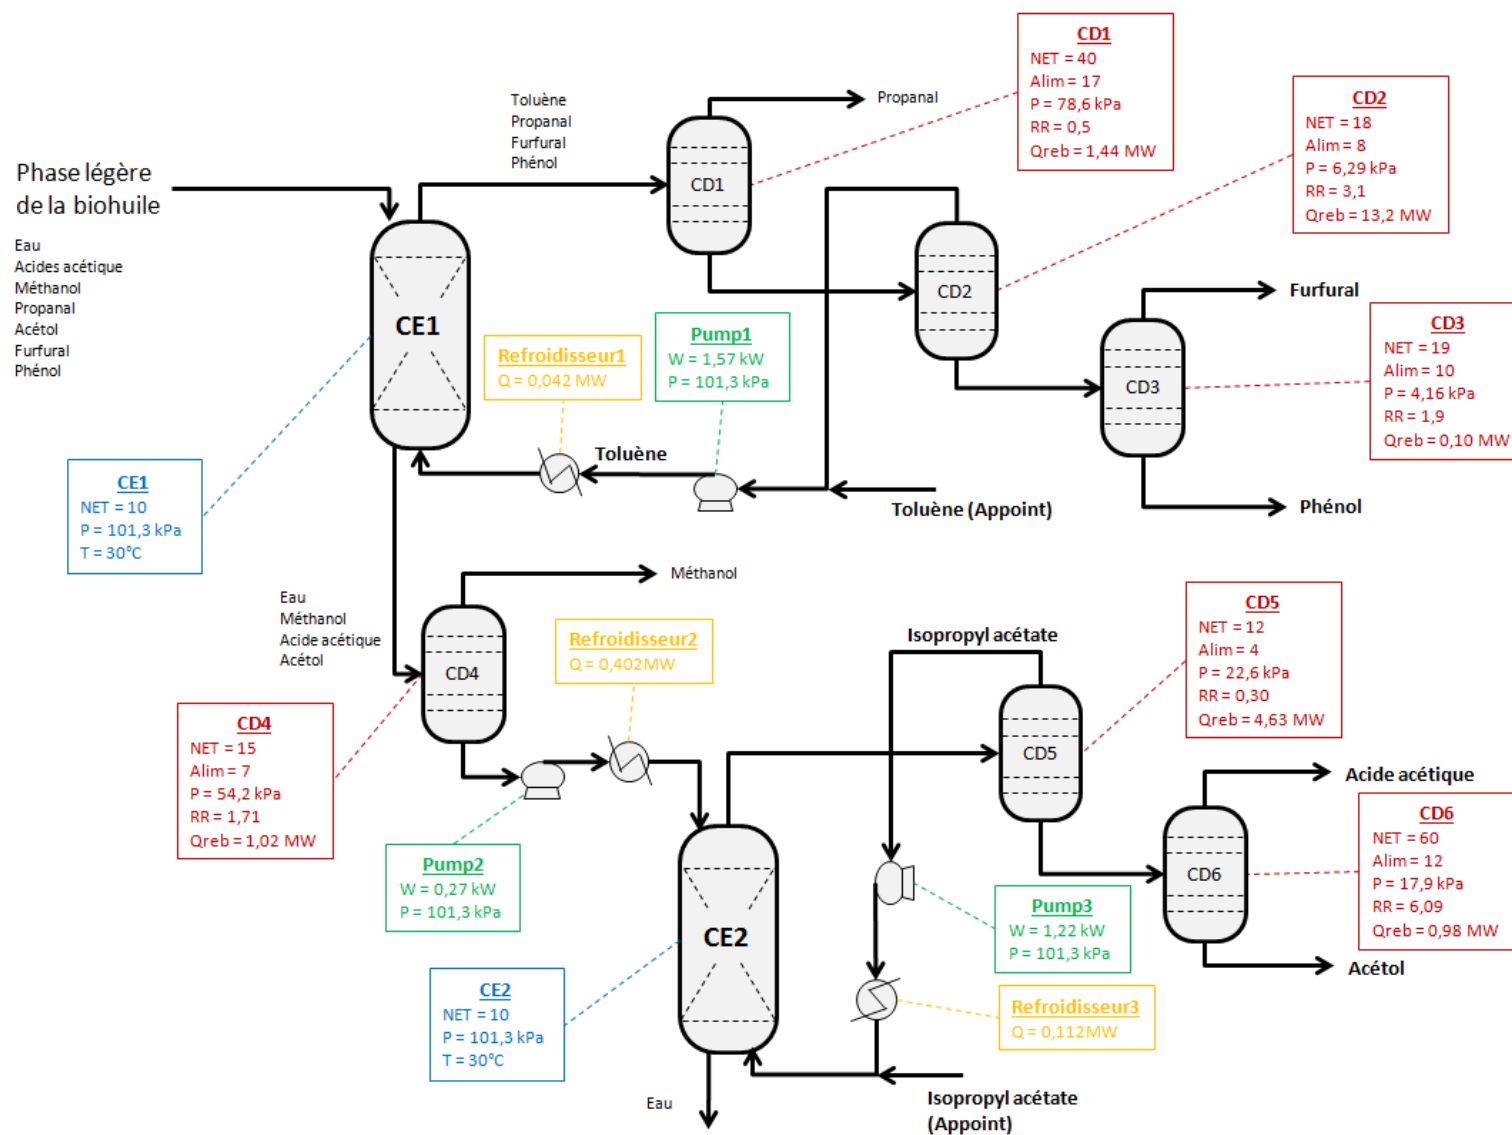 CD1
NET = 40
Alim = 17
P = 78,6 kPa
RR = 0,5
Qreb = 1,44 MW
CD2
NET = 18
Alim = 8
P = 6,29 kPa
RR = 3,1
Qreb = 13,2 MW
Toluène
Propanal
Furfural
Phénol
Propanal
CD1
Phase légère
de la biohuile
Eau
Acides acétique
Méthanol
Propanal
Acétol
Furfural
Phénol
CE1
CD2
Furfural
CD3
NET = 19
Alim = 10
P = 4,16 kPa
RR = 1,9
Qreb = 0,10 MW
CD3
Refroidisseur1
Q = 0,042 MW
Pump1
W = 1,57 kW
P = 101,3 kPa
Toluène
Toluène (Appoint)
Phénol
CE1
NET = 10
P = 101,3 kPa
T = 30°C
Eau
Méthanol
Acide acétique
Acétol
Méthanol
CD4
Refroidisseur2
Q = 0,402MW
Isopropyl acétate
CD5
NET = 12
Alim = 4
P = 22,6 kPa
RR = 0,30
Qreb = 4,63 MW
CD4
NET = 15
Alim = 7
P = 54,2 kPa
RR = 1,71
Qreb = 1,02 MW
CD5
Acide acétique
CD6
NET = 60
Alim = 12
P = 17,9 kPa
RR = 6,09
Qreb = 0,98 MW
CD6
Pump2
W = 0,27 kW
P = 101,3 kPa
CE2
Pump3
W = 1,22 kW
P = 101,3 kPa
Acétol
CE2
NET = 10
P = 101,3 kPa
T = 30°C
Refroidisseur3
Q = 0,112MW
Eau
Isopropyl acétate
(Appoint)